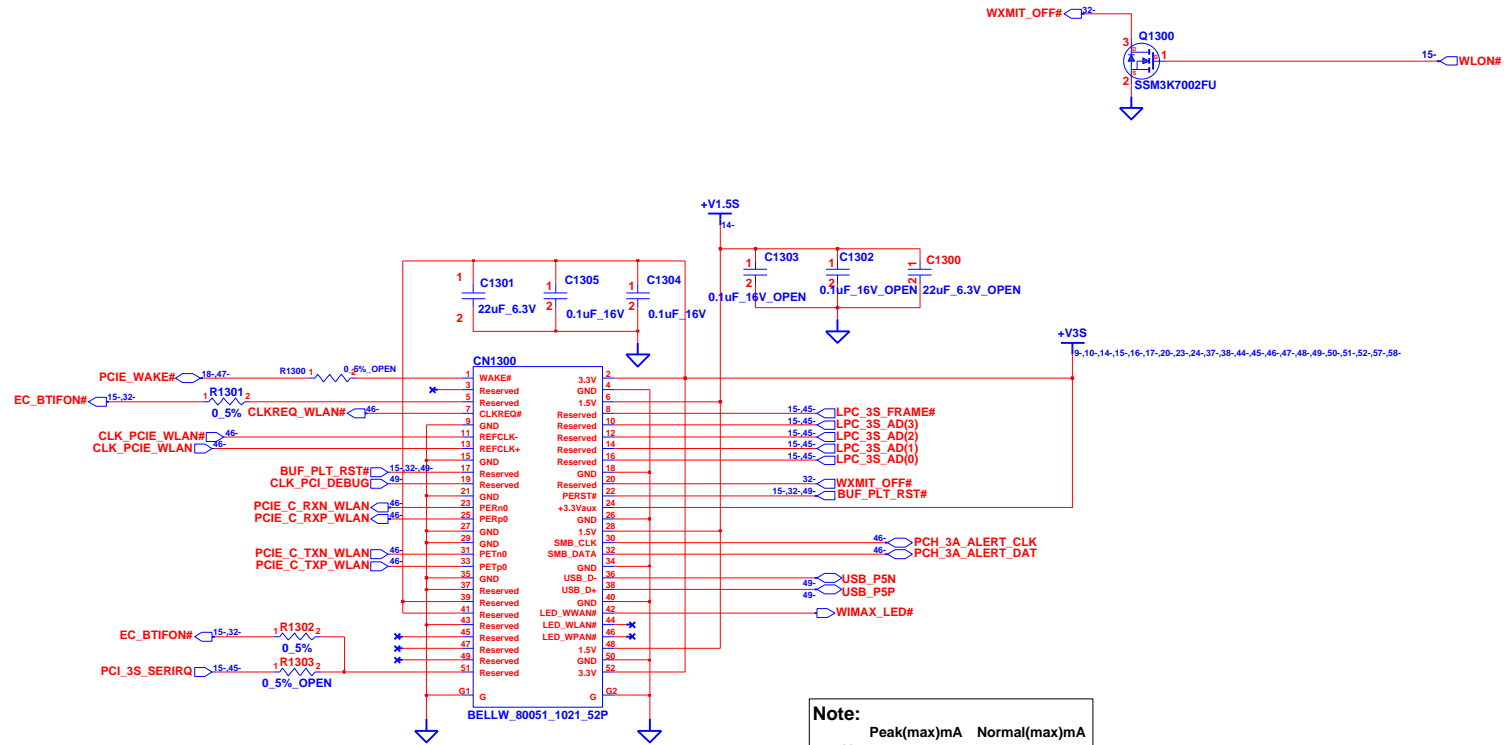 WXMIT_OFF# 32-
Q1300
3
D
G
1
S
2
SSM3K7002FU
15- WLON#
+V1.5S
14-
1 C1301 2 22uF_6.3V
1 C1305 2 0.1uF_16V
1 C1304 2 0.1uF_16V
1 C1303 2 0.1uF_16V_OPEN
1 C1302 2 0.1uF_16V_OPEN
1 C1300 2 22uF_6.3V_OPEN
+V3S
9-,10-,14-,15-,16-,17-,20-,23-,24-,37-,38-,44-,45-,46-,47-,48-,49-,50-,51-,52-,57-,58-
CN1300
PCIE_WAKE# 18-,47- R1300 1 2 0_5%_OPEN 1 WAKE#
3 Reserved
EC_BTIFON# 15-,32- 1 R1301 2 0_5% 5 Reserved
CLKREQ_WLAN# 46- 7 CLKREQ#
9 GND
CLK_PCIE_WLAN# 46- 11 REFCLK-
CLK_PCIE_WLAN 46- 13 REFCLK+
15 GND
BUF_PLT_RST# 15-,32-,49- 17 Reserved
CLK_PCI_DEBUG 49- 19 Reserved
21 GND
PCIE_C_RXN_WLAN 46- 23 PERn0
PCIE_C_RXP_WLAN 46- 25 PERp0
27 GND
29 GND
PCIE_C_TXN_WLAN 46- 31 PETn0
PCIE_C_TXP_WLAN 46- 33 PETp0
35 GND
37 Reserved
39 Reserved
41 Reserved
43 Reserved
45 Reserved
47 Reserved
49 Reserved
51 Reserved
EC_BTIFON# 15-,32- 1 R1302 2 0_5%
PCI_3S_SERIRQ 15-,45- 1 R1303 2 0_5%_OPEN
G1 G
3.3V 2
GND 4
1.5V 6
Reserved 8 15-,45- LPC_3S_FRAME#
Reserved 10 15-,45- LPC_3S_AD(3)
Reserved 12 15-,45- LPC_3S_AD(2)
Reserved 14 15-,45- LPC_3S_AD(1)
Reserved 16 15-,45- LPC_3S_AD(0)
GND 18
Reserved 20 32- WXMIT_OFF#
PERST# 22 15-,32-,49- BUF_PLT_RST#
+3.3Vaux 24
GND 26
1.5V 28
SMB_CLK 30 46- PCH_3A_ALERT_CLK
SMB_DATA 32 46- PCH_3A_ALERT_DAT
GND 34
USB_D- 36 49- USB_P5N
USB_D+ 38 49- USB_P5P
GND 40
LED_WWAN# 42 WIMAX_LED#
LED_WLAN# 44
LED_WPAN# 46
1.5V 48
GND 50
3.3V 52
G G2
BELLW_80051_1021_52P
Note:
Peak(max)mA Normal(max)mA